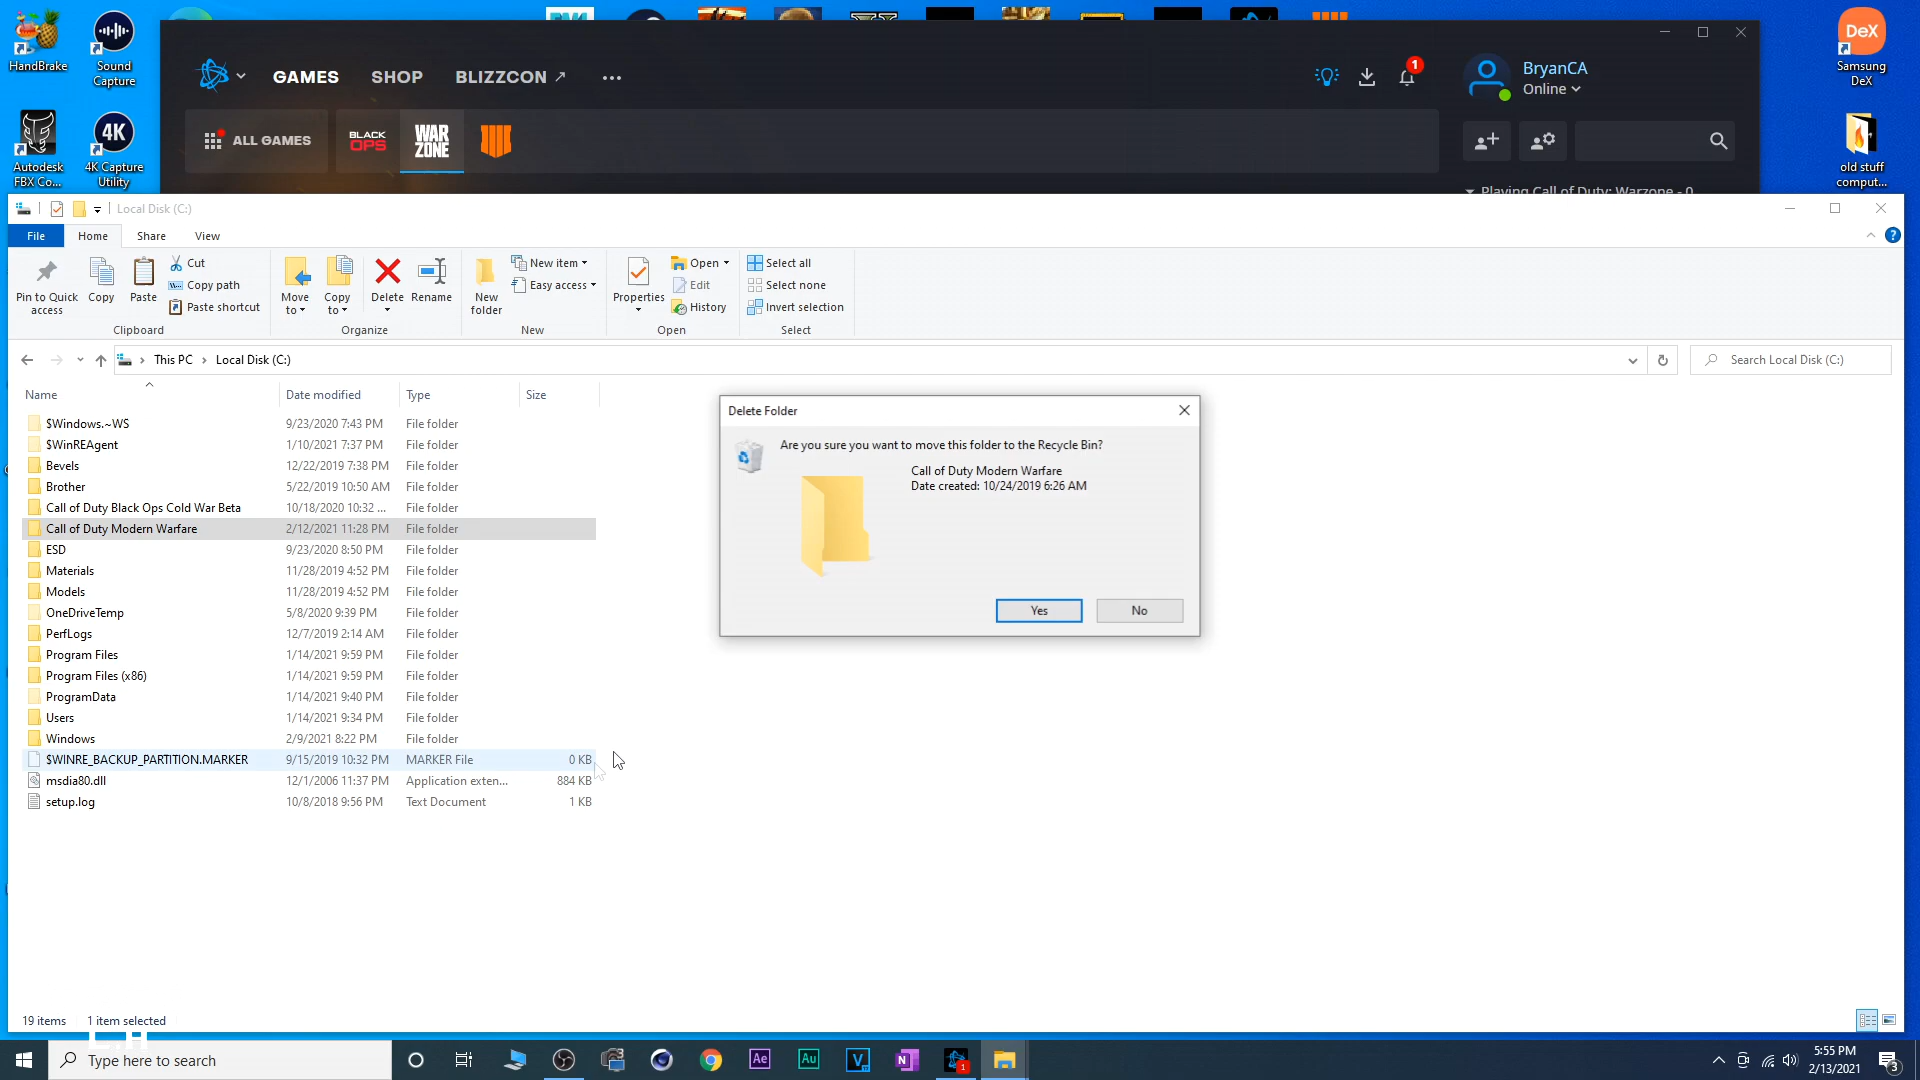 HandBrake
Sound
Capture
Autodesk
FBX Co...
4K
4K Capture
Utility
DeX
Samsung
DeX
old stuff
comput...
GAMES
SHOP
BLIZZCON
1
BryanCA
Online
ALL GAMES
BLACK
OPS
WAR
ZONE
Playing Call of Duty: Warzone - 0
Local Disk (C:)
File
Home
Share
View
Pin to Quick
access
Copy
Paste
Cut
Copy path
Paste shortcut
Clipboard
Move
to
Copy
to
Delete
Rename
Organize
New
folder
New item
Easy access
New
Properties
Open
Edit
History
Open
Select all
Select none
Invert selection
Select
This PC > Local Disk (C:)
Search Local Disk (C:)
Name Date modified Type Size
$Windows.~WS 9/23/2020 7:43 PM File folder
$WinREAgent 1/10/2021 7:37 PM File folder
Bevels 12/22/2019 7:38 PM File folder
Brother 5/22/2019 10:50 AM File folder
Call of Duty Black Ops Cold War Beta 10/18/2020 10:32 ... File folder
Call of Duty Modern Warfare 2/12/2021 11:28 PM File folder
ESD 9/23/2020 8:50 PM File folder
Materials 11/28/2019 4:52 PM File folder
Models 11/28/2019 4:52 PM File folder
OneDriveTemp 5/8/2020 9:39 PM File folder
PerfLogs 12/7/2019 2:14 AM File folder
Program Files 1/14/2021 9:59 PM File folder
Program Files (x86) 1/14/2021 9:59 PM File folder
ProgramData 1/14/2021 9:40 PM File folder
Users 1/14/2021 9:34 PM File folder
Windows 2/9/2021 8:22 PM File folder
$WINRE_BACKUP_PARTITION.MARKER 9/15/2019 10:32 PM MARKER File 0 KB
msdia80.dll 12/1/2006 11:37 PM Application exten... 884 KB
setup.log 10/8/2018 9:56 PM Text Document 1 KB
Delete Folder
Are you sure you want to move this folder to the Recycle Bin?
Call of Duty Modern Warfare
Date created: 10/24/2019 6:26 AM
Yes
No
19 items 1 item selected
Type here to search
Ae
Au
V
N
1
5:55 PM
2/13/2021
3